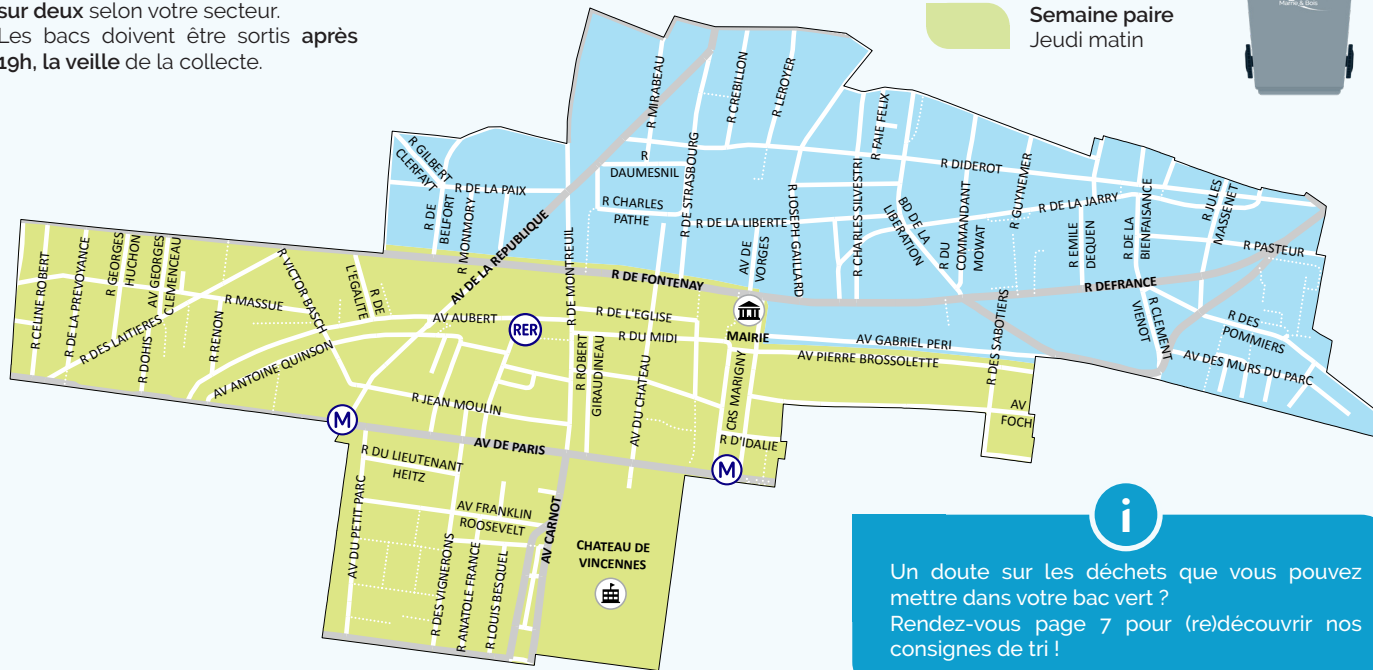 sur deux selon votre secteur.
Les bacs doivent être sortis après
19h, la veille de la collecte.
Semaine paire
Jeudi matin
R MIRABEAU
R CREBILLON
R LEROYER
R FAIE FELIX
R GILBERT
CLERFAYT
R DE LA PAIX
R DE
BELFORT
R MONMORY
AV DE LA REPUBLIQUE
R
DAUMESNIL
R CHARLES
PATHE
R DE STRASBOURG
R DE LA LIBERTE
R JOSEPH GAILLARD
R CHARLES SILVESTRI
BD DE LA
LIBERATION
R DIDEROT
R DU
COMMANDANT
MOWAT
R GUYNEMER
R DE LA JARRY
R EMILE
DEQUEN
R DE LA
BIENFAISANCE
R JULES
MASSENET
R PASTEUR
R DEFRANCE
R CLEMENT
VIENOT
R DES
POMMIERS
AV DES MURS DU PARC
R CELINE ROBERT
R DE LA PREVOYANCE
R GEORGES
HUCHON
AV GEORGES
CLEMENCEAU
R DES LAITIERES
R DOHIS
R RENON
R MASSUE
R VICTOR BASCH
R DE
L'EGALITE
AV ANTOINE QUINSON
AV AUBERT
RER
R DE MONTREUIL
R DE FONTENAY
AV DE
VORGES
MAIRIE
R DE L'EGLISE
R DU MIDI
R ROBERT
GIRAUDINEAU
AV DU CHATEAU
CRS MARIGNY
AV GABRIEL PERI
AV PIERRE BROSSOLETTE
R DES SABOTIERS
AV
FOCH
R D'IDALIE
R JEAN MOULIN
M
AV DE PARIS
M
R DU LIEUTENANT
HEITZ
AV DU PETIT PARC
AV FRANKLIN
ROOSEVELT
AV CARNOT
R DES VIGNERONS
R ANATOLE FRANCE
R LOUIS BESQUEL
CHATEAU DE
VINCENNES
i
Un doute sur les déchets que vous pouvez
mettre dans votre bac vert ?
Rendez-vous page 7 pour (re)découvrir nos
consignes de tri !